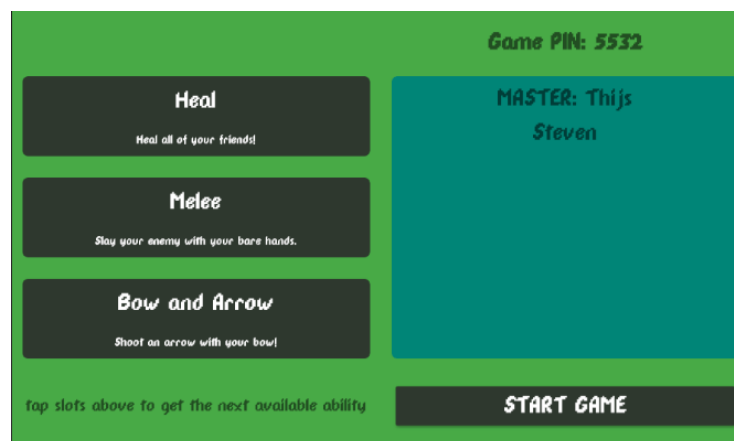 Game PIN: 5532
Heal
Heal all of your friends!
Melee
Slay your enemy with your bare hands.
Bow and Arrow
Shoot an arrow with your bow!
tap slots above to get the next available ability
MASTER: Thijs
Steven
START GAME